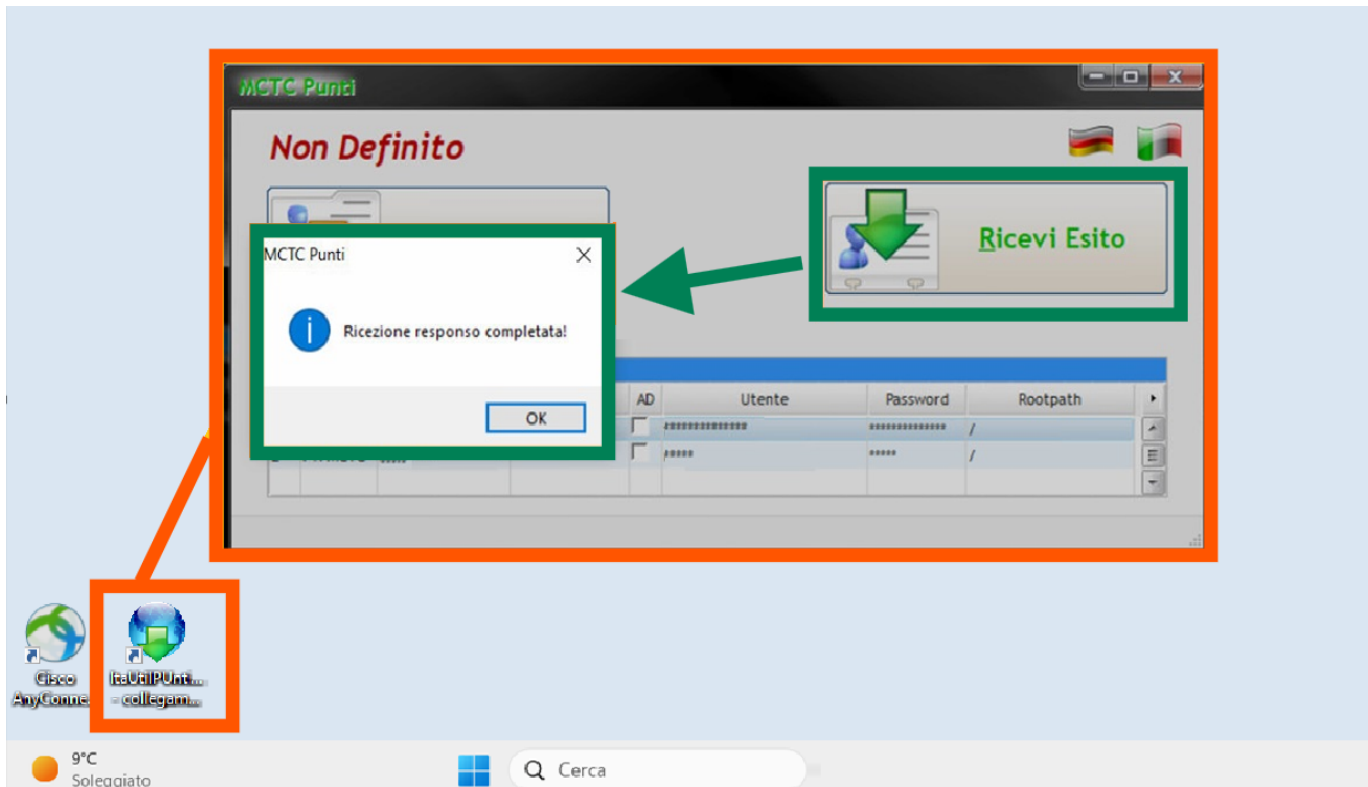 MCTC Punti
Non Definito
Ricevi Esito
MCTC Punti
Ricezione responso completata!
OK
AD Utente Password Rootpath
************** ************** /
***** ***** /
Cisco
AnyConne...
ItaUtilPUnti...
- collegam...
9°C
Soleggiato
Cerca